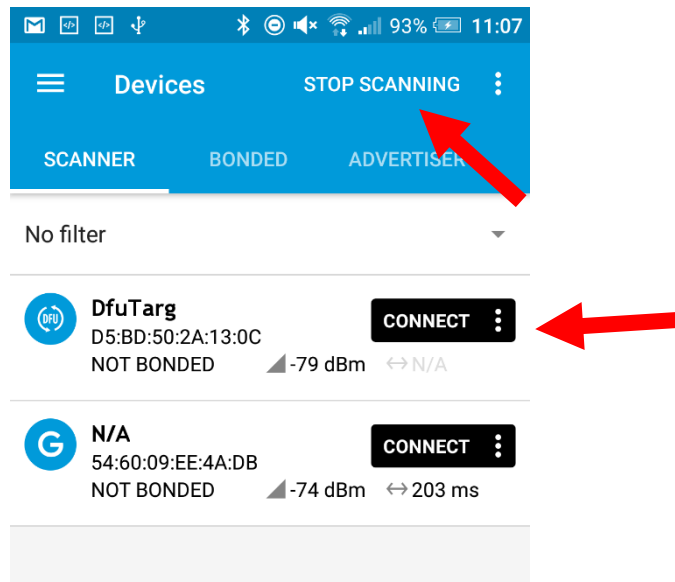 93% 11:07
Devices STOP SCANNING
SCANNER BONDED ADVERTISER
No filter
DFU DfuTarg CONNECT
D5:BD:50:2A:13:0C
NOT BONDED -79 dBm N/A
G N/A CONNECT
54:60:09:EE:4A:DB
NOT BONDED -74 dBm 203 ms